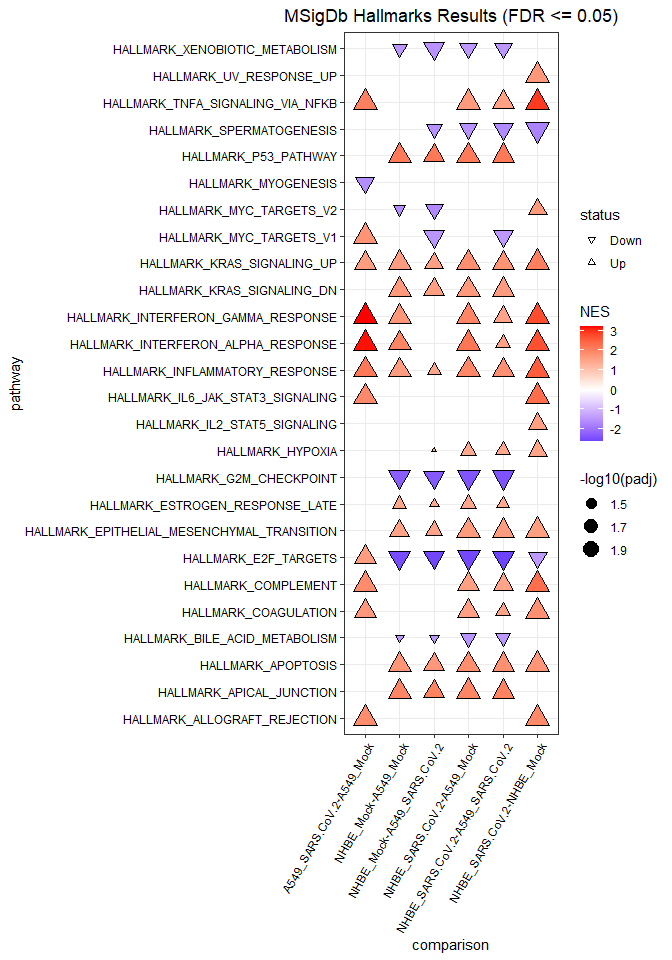 MSigDb Hallmarks Results (FDR <= 0.05)
pathway
HALLMARK_XENOBIOTIC_METABOLISM
HALLMARK_UV_RESPONSE_UP
HALLMARK_TNFA_SIGNALING_VIA_NFKB
HALLMARK_SPERMATOGENESIS
HALLMARK_P53_PATHWAY
HALLMARK_MYOGENESIS
HALLMARK_MYC_TARGETS_V2
HALLMARK_MYC_TARGETS_V1
HALLMARK_KRAS_SIGNALING_UP
HALLMARK_KRAS_SIGNALING_DN
HALLMARK_INTERFERON_GAMMA_RESPONSE
HALLMARK_INTERFERON_ALPHA_RESPONSE
HALLMARK_INFLAMMATORY_RESPONSE
HALLMARK_IL6_JAK_STAT3_SIGNALING
HALLMARK_IL2_STAT5_SIGNALING
HALLMARK_HYPOXIA
HALLMARK_G2M_CHECKPOINT
HALLMARK_ESTROGEN_RESPONSE_LATE
HALLMARK_EPITHELIAL_MESENCHYMAL_TRANSITION
HALLMARK_E2F_TARGETS
HALLMARK_COMPLEMENT
HALLMARK_COAGULATION
HALLMARK_BILE_ACID_METABOLISM
HALLMARK_APOPTOSIS
HALLMARK_APICAL_JUNCTION
HALLMARK_ALLOGRAFT_REJECTION
A549_SARS.CoV.2-A549_Mock
NHBE_Mock-A549_Mock
NHBE_Mock-A549_SARS.CoV.2
NHBE_SARS.CoV.2-A549_Mock
NHBE_SARS.CoV.2-A549_SARS.CoV.2
NHBE_SARS.CoV.2-NHBE_Mock
comparison
status
Down
Up
NES
3
2
1
0
-1
-2
-log10(padj)
1.5
1.7
1.9